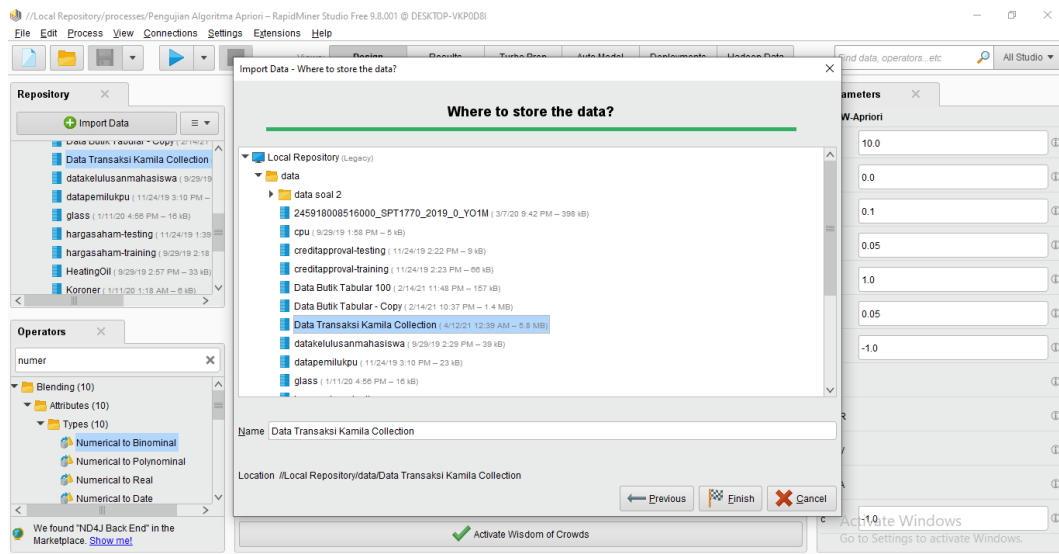 //Local Repository/processes/Pengujian Algoritma Apriori – RapidMiner Studio Free 9.8.001 @ DESKTOP-VKP0D8I
File Edit Process View Connections Settings Extensions Help
Find data, operators...etc
All Studio
Repository
Import Data
Data Butik Tabular - Copy
Data Transaksi Kamila Collection
datakelulusanmahasiswa ( 9/29/19
datapemilukpu ( 11/24/19 3:10 PM –
glass ( 1/11/20 4:56 PM – 16 kB)
hargasaham-testing ( 11/24/19 1:39
hargasaham-training ( 9/29/19 2:18
HeatingOil ( 9/29/19 2:57 PM – 33 kB)
Koroner ( 1/11/20 1:18 AM – 6 kB)
Operators
numer
Blending (10)
Attributes (10)
Types (10)
Numerical to Binominal
Numerical to Polynominal
Numerical to Real
Numerical to Date
We found "ND4J Back End" in the
Marketplace. Show me!
Import Data - Where to store the data?
Where to store the data?
Local Repository (Legacy)
data
data soal 2
245918008516000_SPT1770_2019_0_YO1M ( 3/7/20 9:42 PM – 398 kB)
cpu ( 9/29/19 1:58 PM – 5 kB)
creditapproval-testing ( 11/24/19 2:22 PM – 9 kB)
creditapproval-training ( 11/24/19 2:23 PM – 66 kB)
Data Butik Tabular 100 ( 2/14/21 11:48 PM – 157 kB)
Data Butik Tabular - Copy ( 2/14/21 10:37 PM – 1.4 MB)
Data Transaksi Kamila Collection ( 4/12/21 12:39 AM – 5.8 MB)
datakelulusanmahasiswa ( 9/29/19 2:29 PM – 39 kB)
datapemilukpu ( 11/24/19 3:10 PM – 23 kB)
glass ( 1/11/20 4:56 PM – 16 kB)
Name Data Transaksi Kamila Collection
Location //Local Repository/data/Data Transaksi Kamila Collection
Previous Finish Cancel
Activate Wisdom of Crowds
ameters
W-Apriori
10.0
0.0
0.1
0.05
1.0
0.05
-1.0
R
y
A
c -1.0
Activate Windows
Go to Settings to activate Windows.